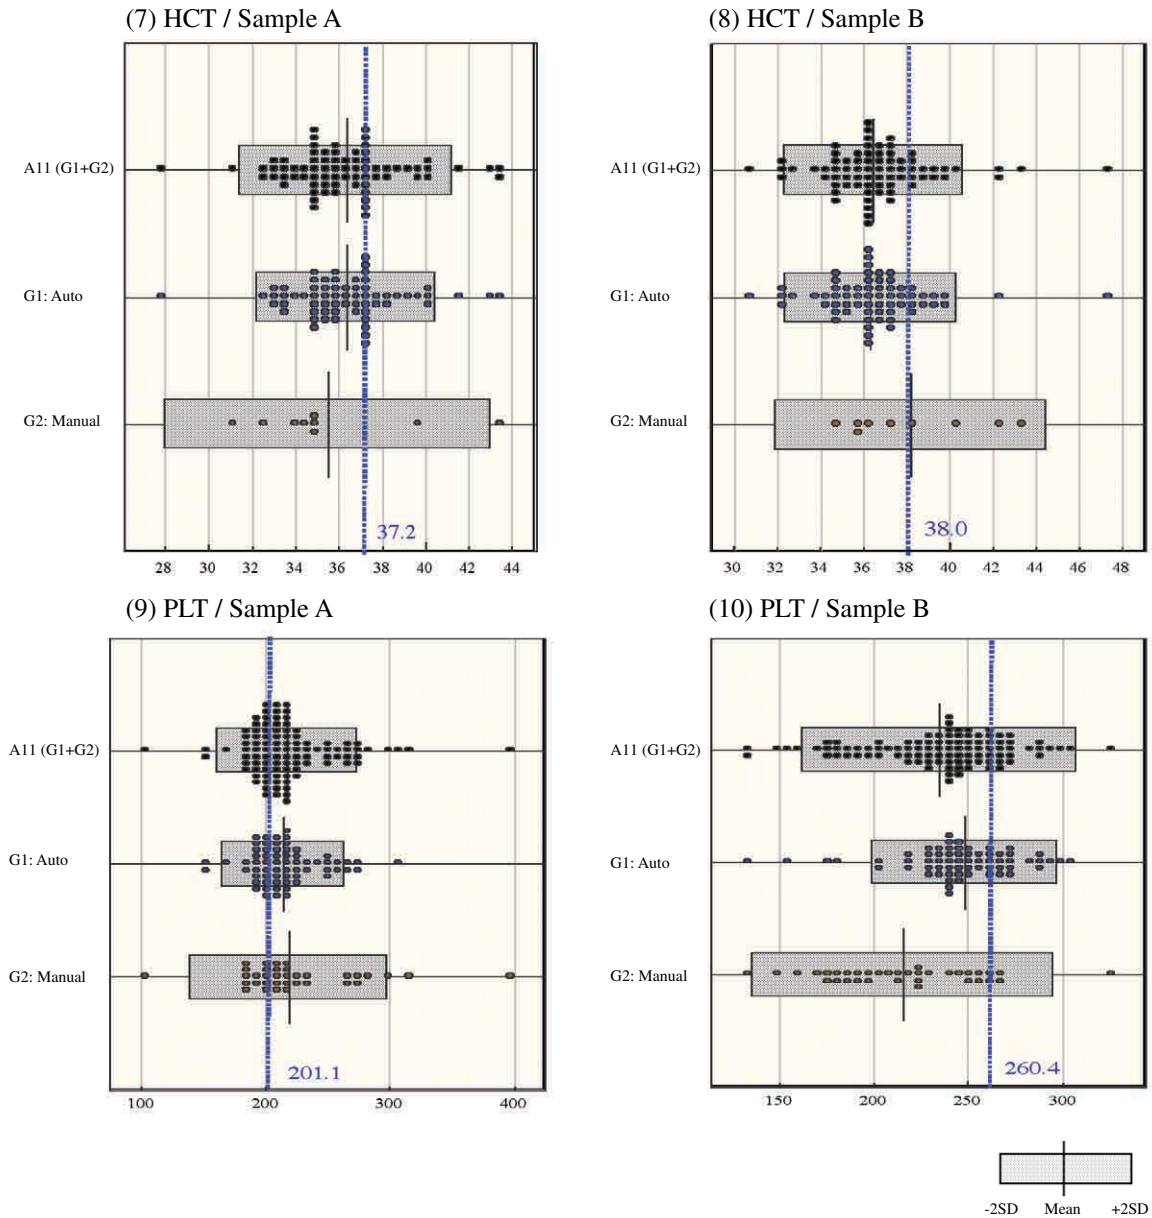 (7) HCT / Sample A
A11 (G1+G2)
G1: Auto
G2: Manual
37.2
28 30 32 34 36 38 40 42 44
(8) HCT / Sample B
A11 (G1+G2)
G1: Auto
G2: Manual
38.0
30 32 34 36 38 40 42 44 46 48
(9) PLT / Sample A
A11 (G1+G2)
G1: Auto
G2: Manual
201.1
100 200 300 400
(10) PLT / Sample B
A11 (G1+G2)
G1: Auto
G2: Manual
260.4
150 200 250 300
-2SD Mean +2SD